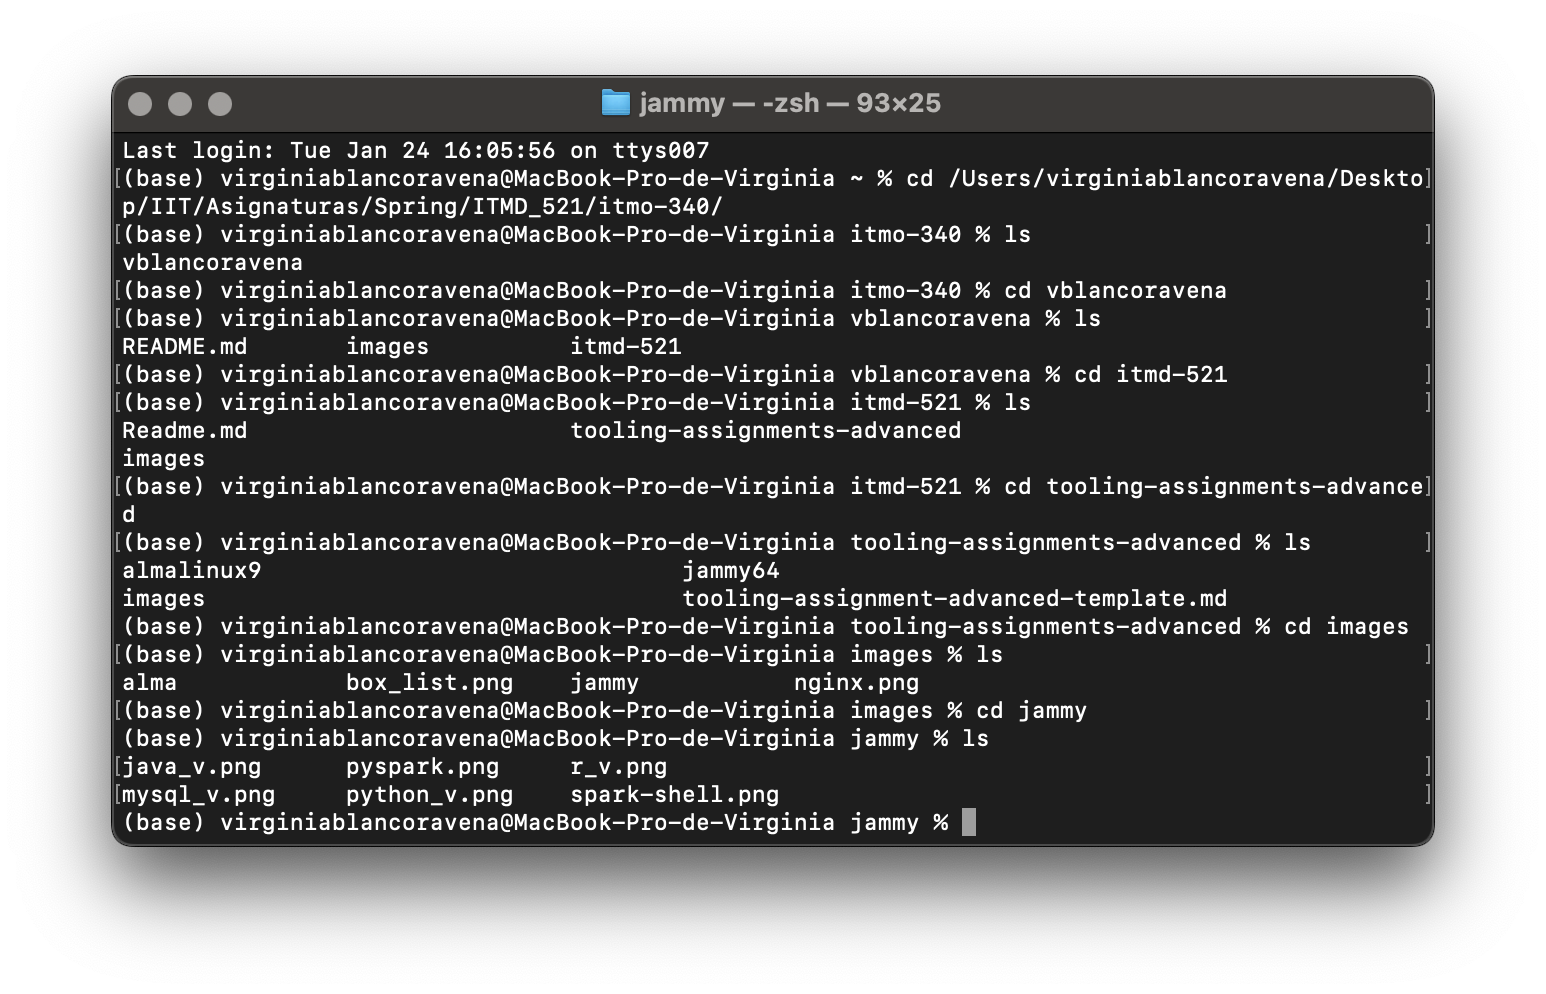 jammy — -zsh — 93×25
Last login: Tue Jan 24 16:05:56 on ttys007
[(base) virginiablancoravena@MacBook-Pro-de-Virginia ~ % cd /Users/virginiablancoravena/Deskto]
p/IIT/Asignaturas/Spring/ITMD_521/itmo-340/
[(base) virginiablancoravena@MacBook-Pro-de-Virginia itmo-340 % ls ]
vblancoravena
[(base) virginiablancoravena@MacBook-Pro-de-Virginia itmo-340 % cd vblancoravena ]
[(base) virginiablancoravena@MacBook-Pro-de-Virginia vblancoravena % ls ]
README.md images itmd-521
[(base) virginiablancoravena@MacBook-Pro-de-Virginia vblancoravena % cd itmd-521 ]
[(base) virginiablancoravena@MacBook-Pro-de-Virginia itmd-521 % ls ]
Readme.md tooling-assignments-advanced
images
[(base) virginiablancoravena@MacBook-Pro-de-Virginia itmd-521 % cd tooling-assignments-advance]
d
[(base) virginiablancoravena@MacBook-Pro-de-Virginia tooling-assignments-advanced % ls ]
almalinux9 jammy64
images tooling-assignment-advanced-template.md
(base) virginiablancoravena@MacBook-Pro-de-Virginia tooling-assignments-advanced % cd images
[(base) virginiablancoravena@MacBook-Pro-de-Virginia images % ls ]
alma box_list.png jammy nginx.png
[(base) virginiablancoravena@MacBook-Pro-de-Virginia images % cd jammy ]
(base) virginiablancoravena@MacBook-Pro-de-Virginia jammy % ls
[java_v.png pyspark.png r_v.png ]
[mysql_v.png python_v.png spark-shell.png ]
(base) virginiablancoravena@MacBook-Pro-de-Virginia jammy %